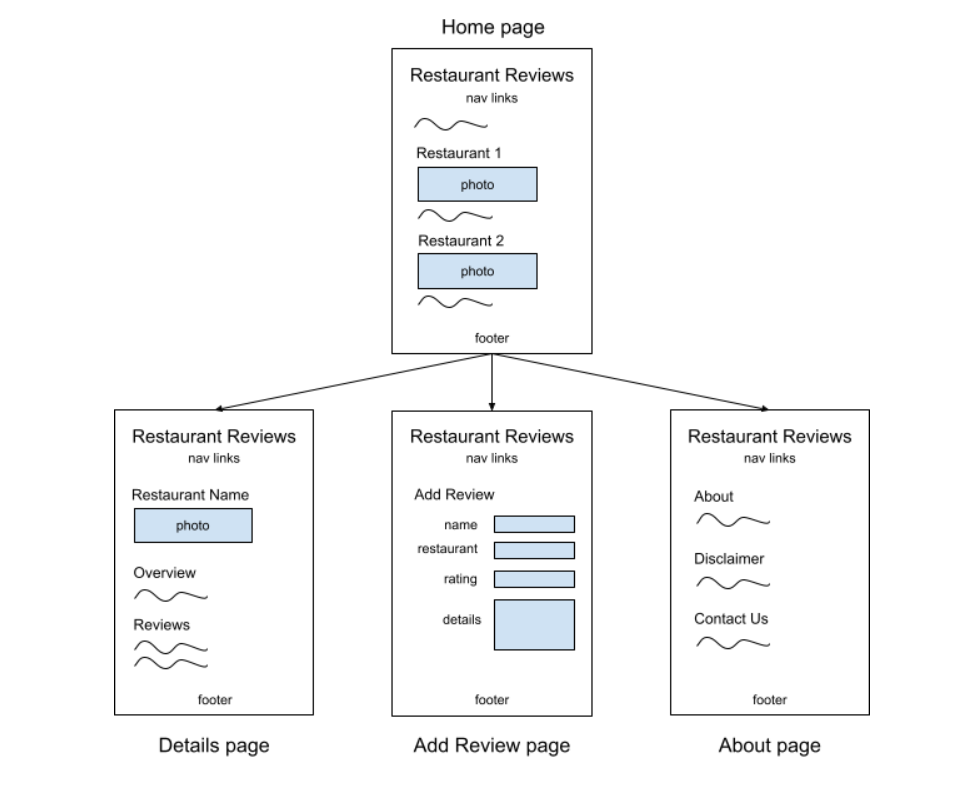 Home page
Restaurant Reviews
nav links
Restaurant 1
photo
Restaurant 2
photo
footer
Restaurant Reviews
nav links
Restaurant Name
photo
Overview
Reviews
footer
Details page
Restaurant Reviews
nav links
Add Review
name
restaurant
rating
details
footer
Add Review page
Restaurant Reviews
nav links
About
Disclaimer
Contact Us
footer
About page